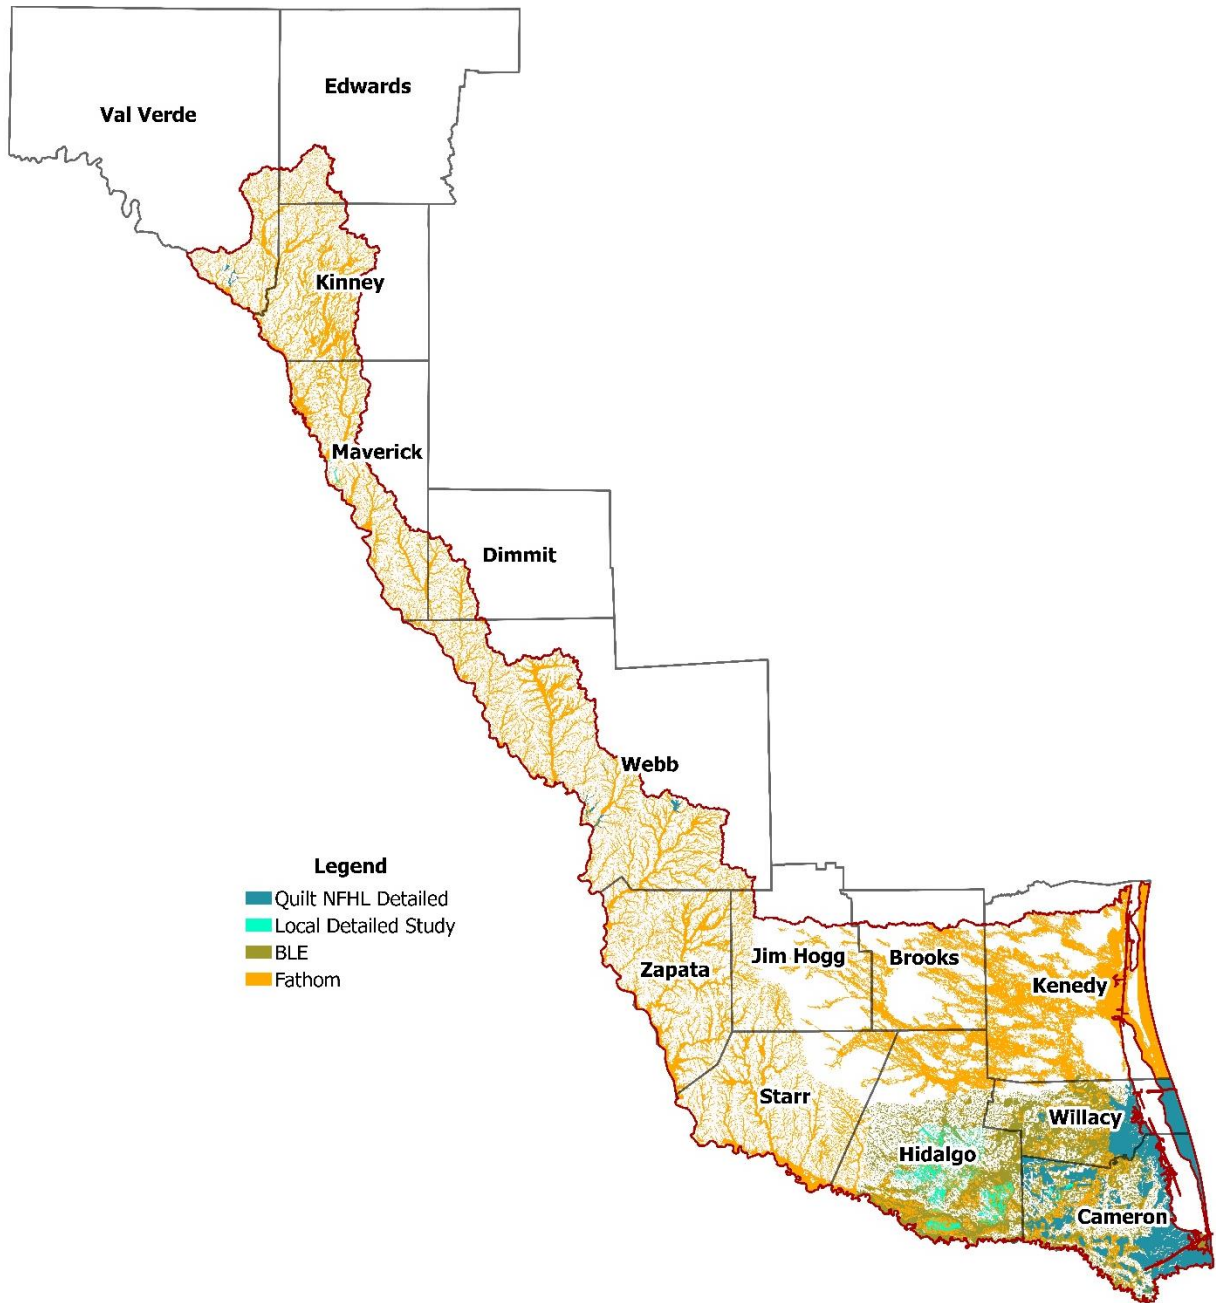 Edwards
Val Verde
Kinney
Maverick
Dimmit
Webb
Legend
Quilt NFHL Detailed
Local Detailed Study
BLE
Fathom
Zapata
Jim Hogg
Brooks
Kenedy
Starr
Willacy
Hidalgo
Cameron